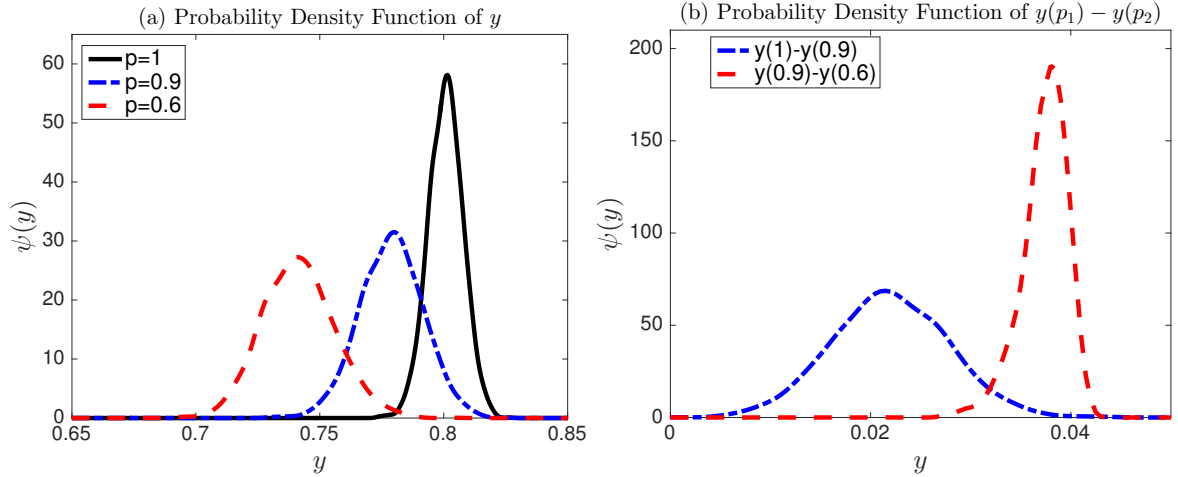 (a) Probability Density Function of y
p=1
p=0.9
p=0.6
60
50
40
30
20
10
0
ψ(y)
0.65
0.7
0.75
0.8
0.85
y
(b) Probability Density Function of y(p₁) − y(p₂)
y(1)-y(0.9)
y(0.9)-y(0.6)
200
150
100
50
0
ψ(y)
0
0.02
0.04
y